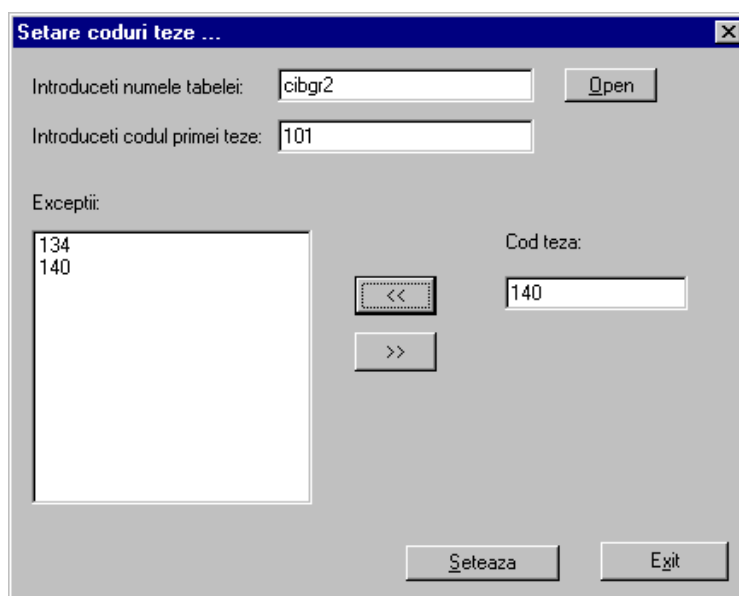 Setare coduri teze ...
Introduceti numele tabelei: cibgr2 Open
Introduceti codul primei teze: 101
Exceptii:
134
140
Cod teza:
<< 140
>>
Seteaza Exit